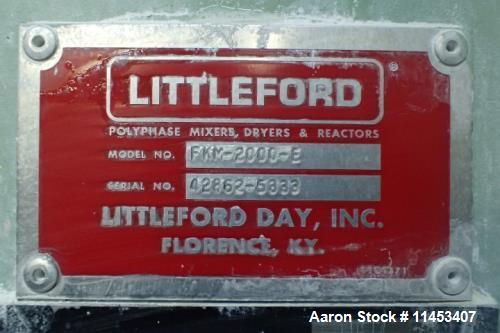 LITTLEFORD
®
POLYPHASE MIXERS, DRYERS & REACTORS
MODEL NO. FKM-2000-E
SERIAL NO. 42862-5333
LITTLEFORD DAY, INC.
FLORENCE, KY.
Aaron Stock # 11453407